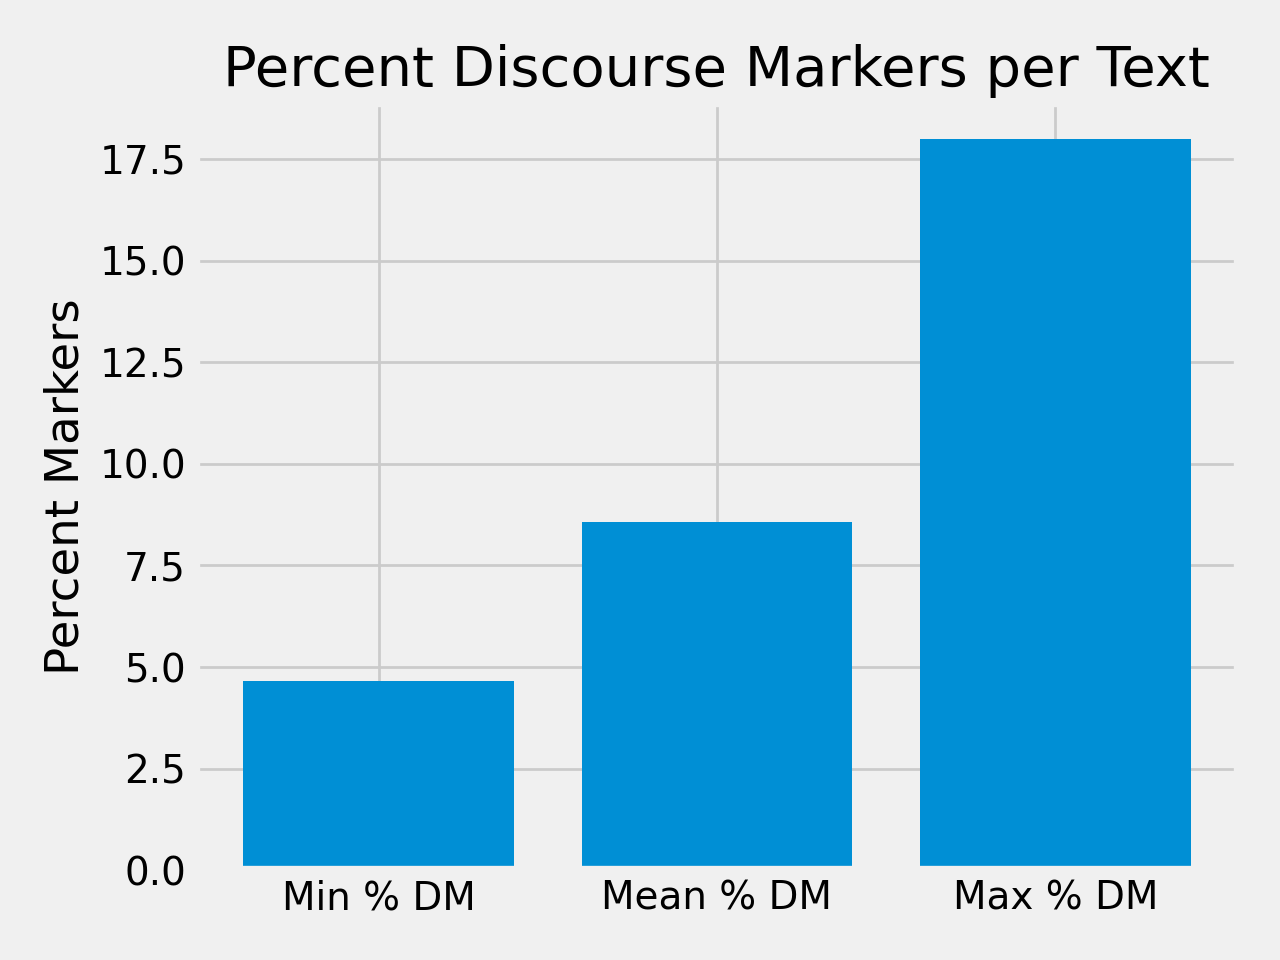 Percent Discourse Markers per Text
Percent Markers
17.5
15.0
12.5
10.0
7.5
5.0
2.5
0.0
Min % DM
Mean % DM
Max % DM